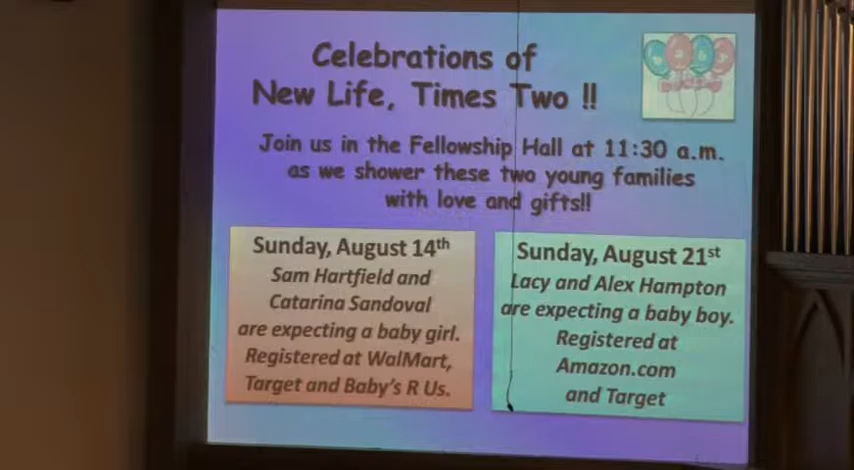 Celebrations of
New Life, Times Two !!
Join us in the Fellowship Hall at 11:30 a.m.
as we shower these two young families
with love and gifts!!
Sunday, August 14th
Sam Hartfield and
Catarina Sandoval
are expecting a baby girl.
Registered at WalMart,
Target and Baby's R Us.
Sunday, August 21st
Lacy and Alex Hampton
are expecting a baby boy.
Registered at
Amazon.com
and Target